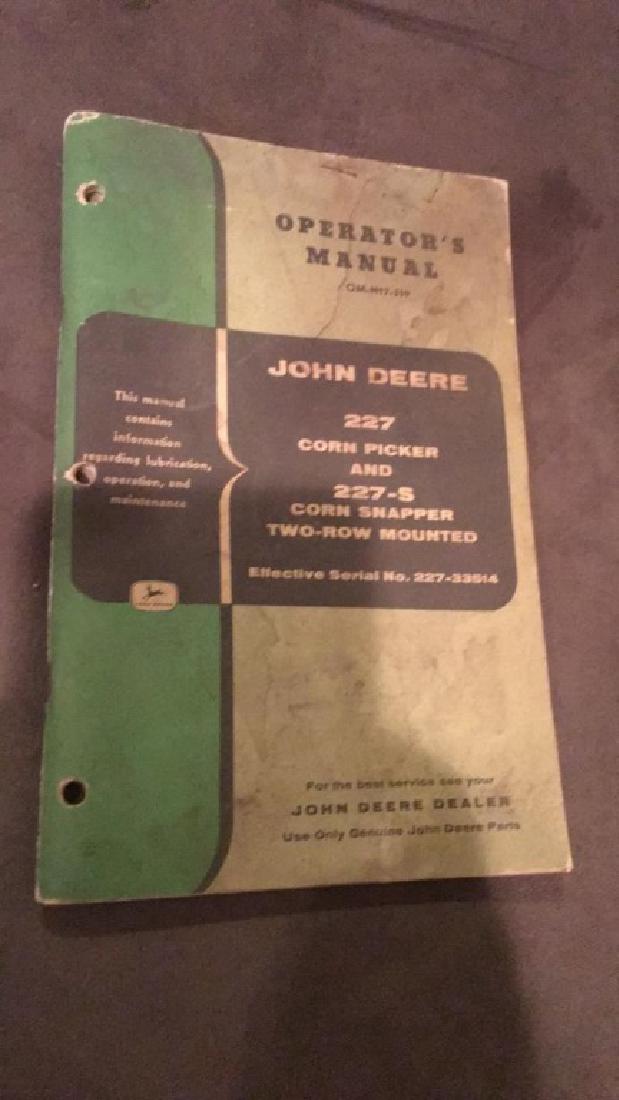 OPERATOR'S
MANUAL
JOHN DEERE
227
CORN PICKER
AND
227-S
CORN SNAPPER
TWO-ROW MOUNTED
Effective Serial No. 227-33514
This manual
contains
information
regarding lubrication,
operation, and
maintenance
For the best service see your
JOHN DEERE DEALER
Use Only Genuine John Deere Parts